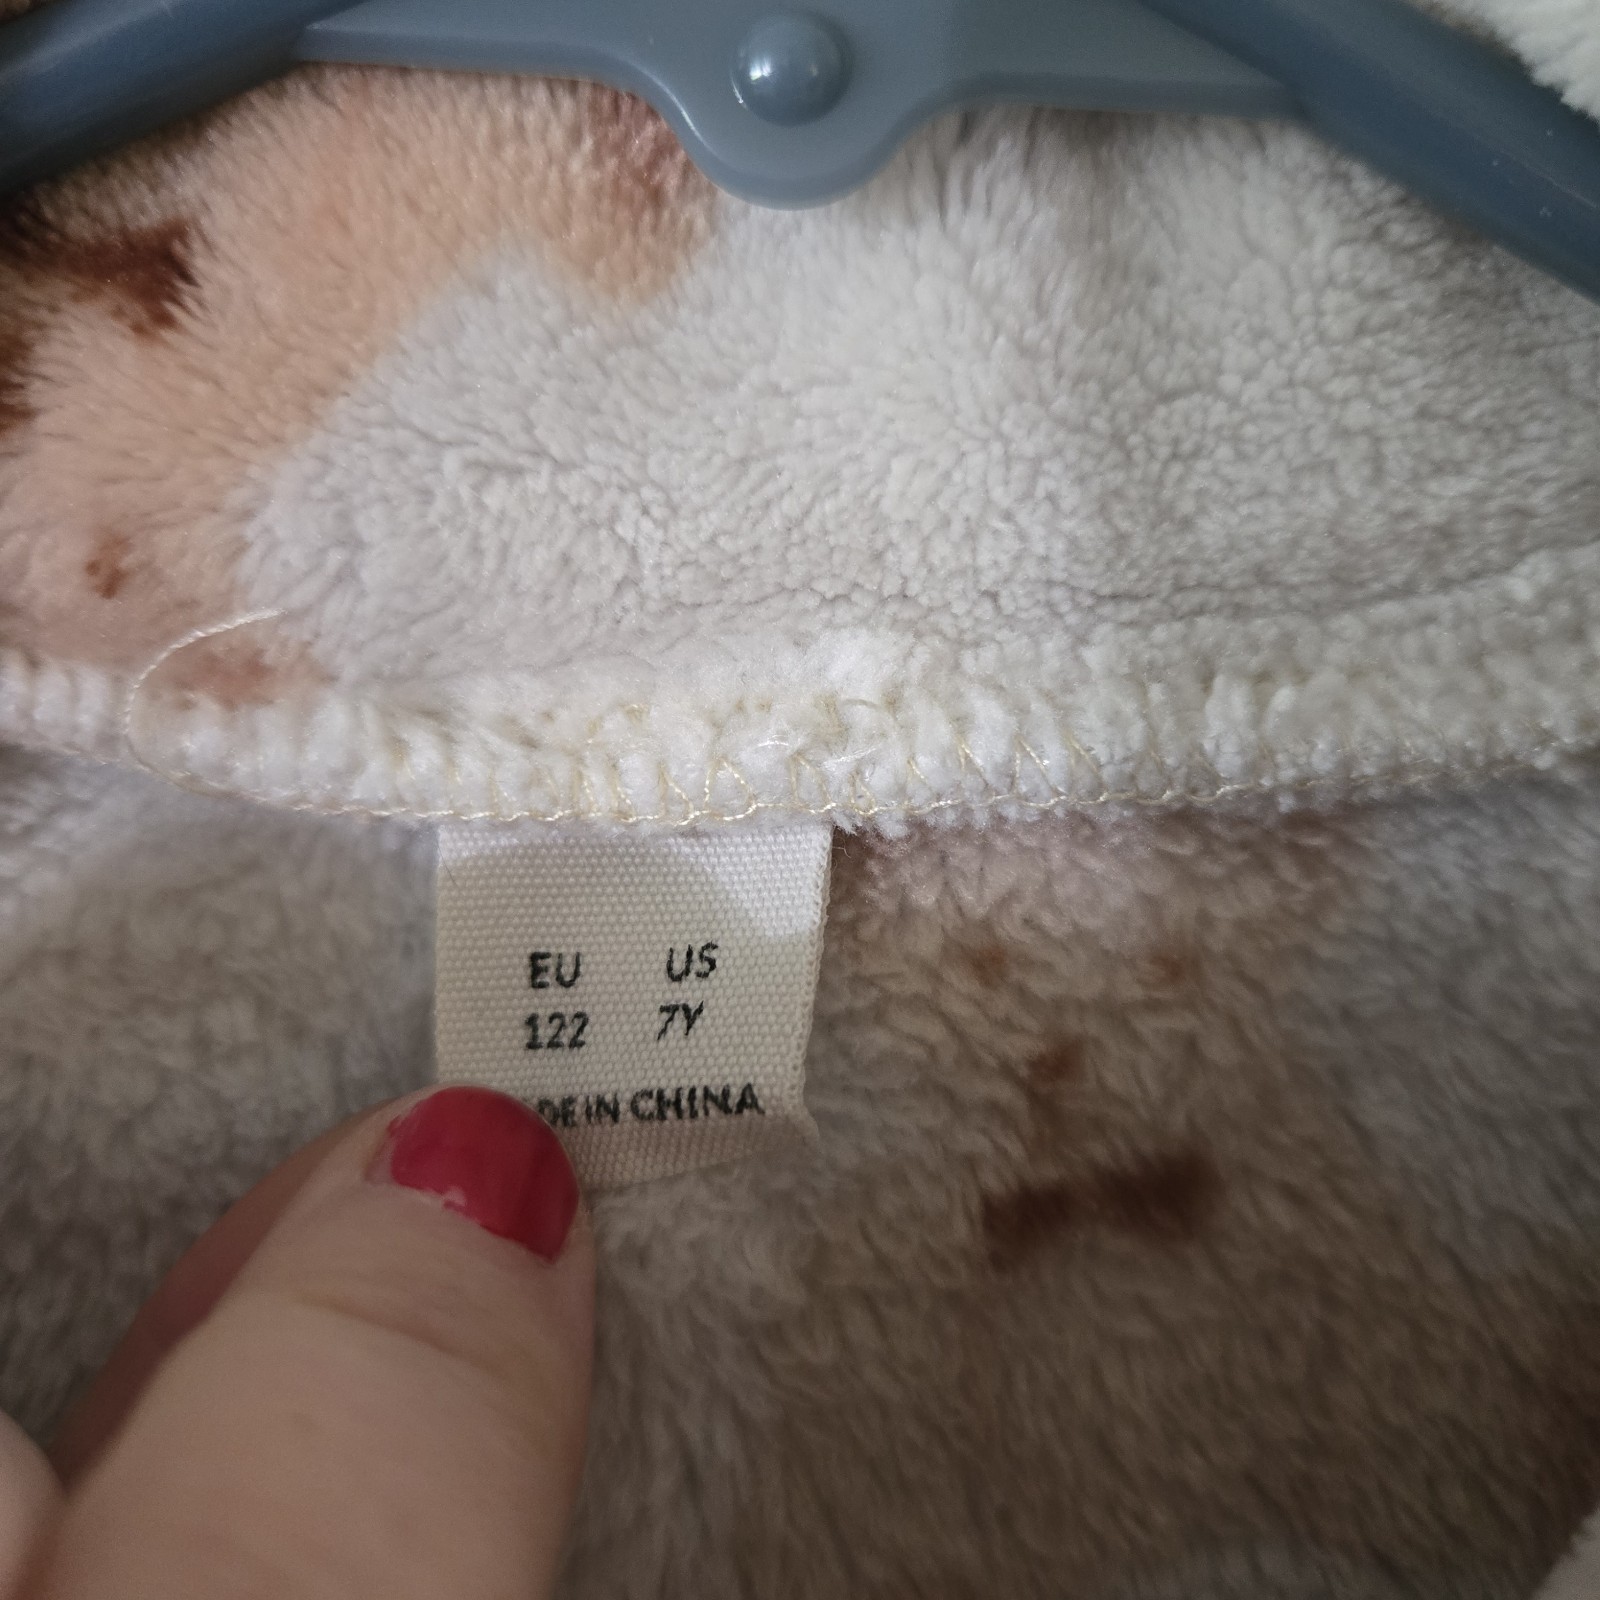 EU US
122 7Y
DE IN CHINA